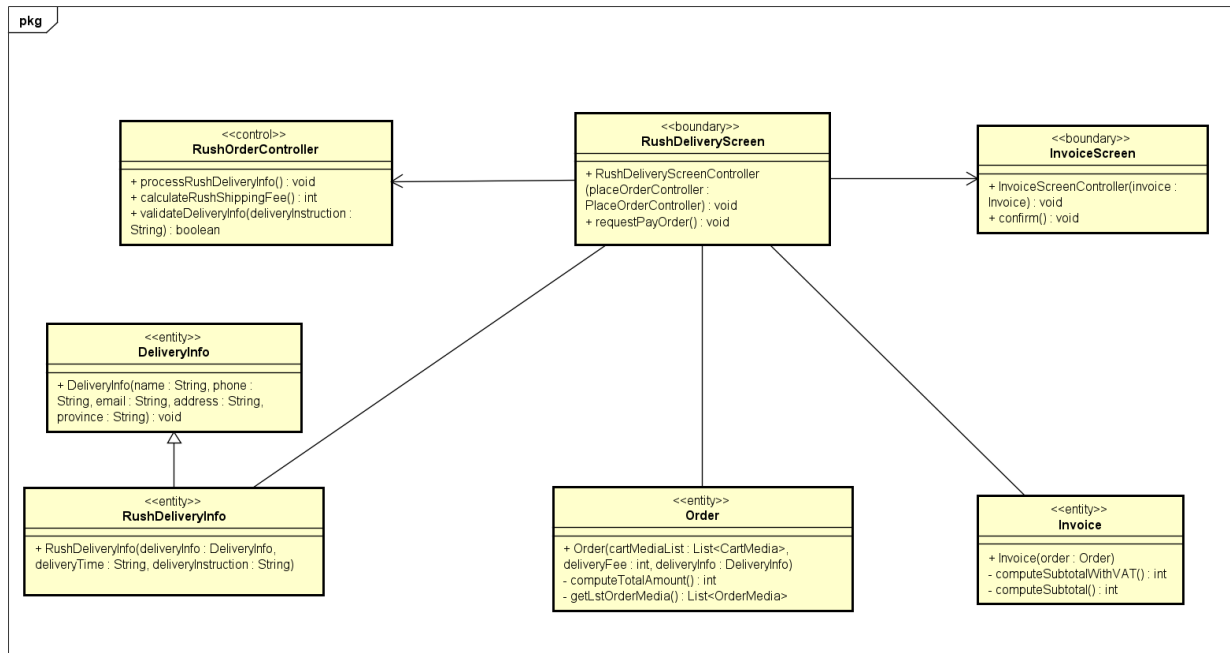 pkg
<<control>>
RushOrderController
+ processRushDeliveryInfo() : void
+ calculateRushShippingFee() : int
+ validateDeliveryInfo(deliveryInstruction :
String) : boolean
<<boundary>>
RushDeliveryScreen
+ RushDeliveryScreenController
(placeOrderController :
PlaceOrderController) : void
+ requestPayOrder() : void
<<boundary>>
InvoiceScreen
+ InvoiceScreenController(invoice :
Invoice) : void
+ confirm() : void
<<entity>>
DeliveryInfo
+ DeliveryInfo(name : String, phone :
String, email : String, address : String,
province : String) : void
<<entity>>
RushDeliveryInfo
+ RushDeliveryInfo(deliveryInfo : DeliveryInfo,
deliveryTime : String, deliveryInstruction : String)
<<entity>>
Order
+ Order(cartMediaList : List<CartMedia>,
deliveryFee : int, deliveryInfo : DeliveryInfo)
- computeTotalAmount() : int
- getLstOrderMedia() : List<OrderMedia>
<<entity>>
Invoice
+ Invoice(order : Order)
- computeSubtotalWithVAT() : int
- computeSubtotal() : int